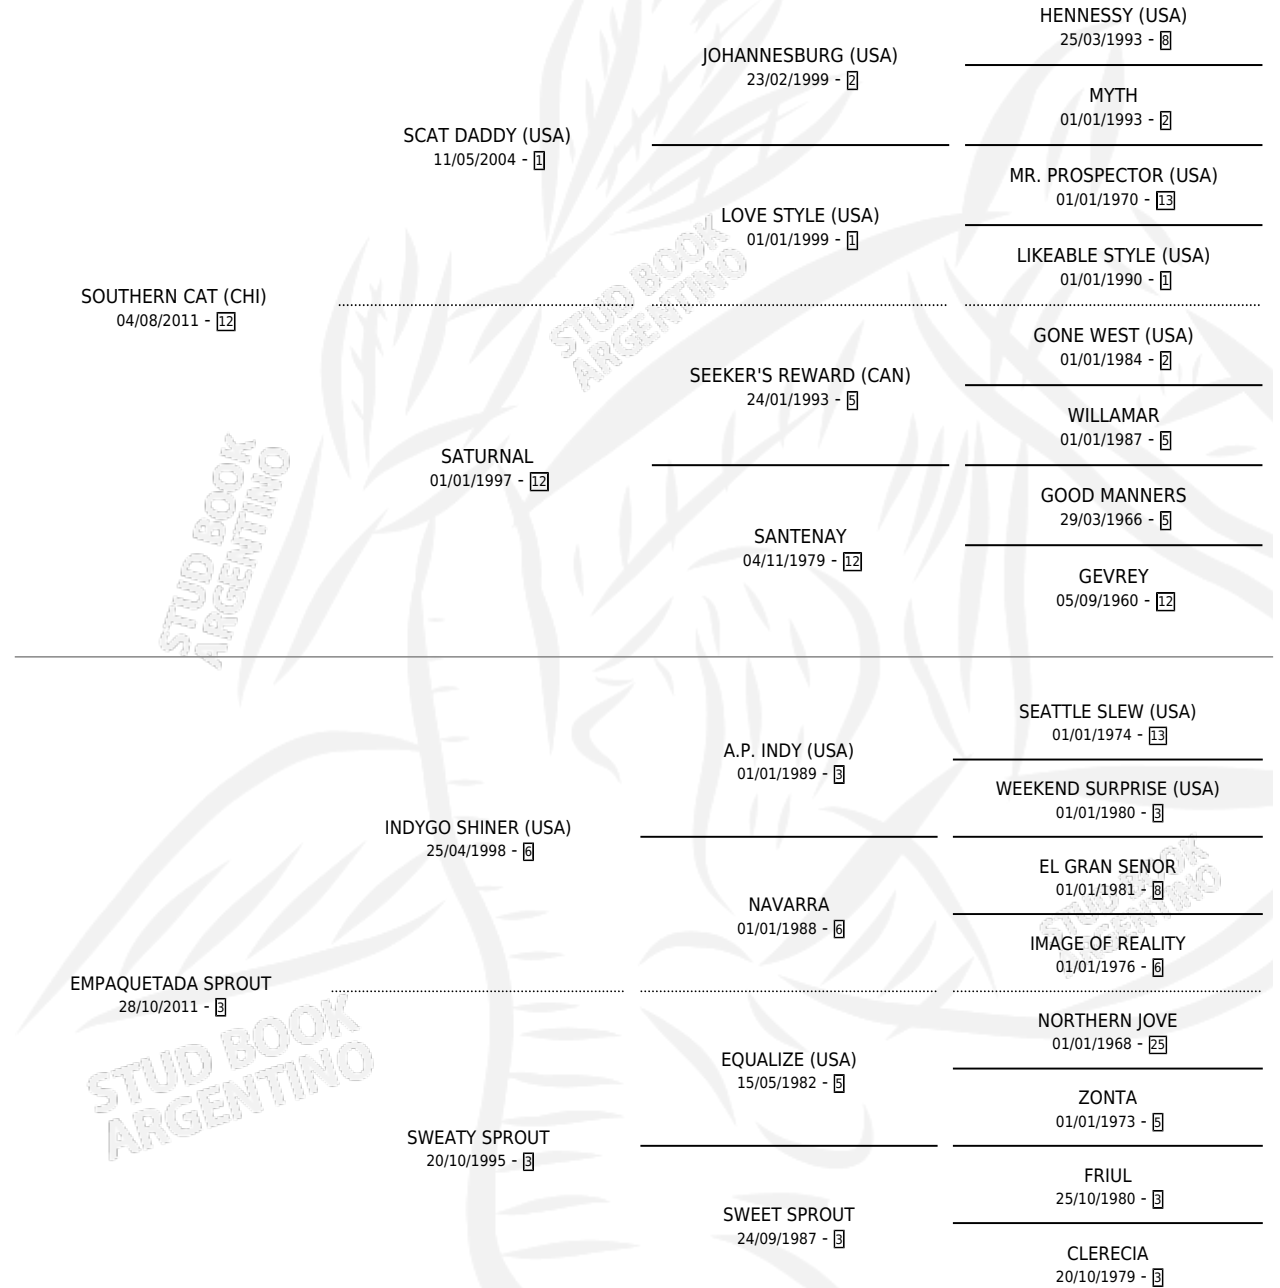 HENNESSY (USA)
25/03/1993 - 8
JOHANNESBURG (USA)
23/02/1999 - 2
MYTH
01/01/1993 - 2
SCAT DADDY (USA)
11/05/2004 - 1
MR. PROSPECTOR (USA)
01/01/1970 - 13
LOVE STYLE (USA)
01/01/1999 - 1
LIKEABLE STYLE (USA)
01/01/1990 - 1
SOUTHERN CAT (CHI)
04/08/2011 - 12
GONE WEST (USA)
01/01/1984 - 2
SEEKER'S REWARD (CAN)
24/01/1993 - 5
WILLAMAR
01/01/1987 - 5
SATURNAL
01/01/1997 - 12
GOOD MANNERS
29/03/1966 - 5
SANTENAY
04/11/1979 - 12
GEVREY
05/09/1960 - 12
SEATTLE SLEW (USA)
01/01/1974 - 13
A.P. INDY (USA)
01/01/1989 - 3
WEEKEND SURPRISE (USA)
01/01/1980 - 3
INDYGO SHINER (USA)
25/04/1998 - 6
EL GRAN SENOR
01/01/1981 - 8
NAVARRA
01/01/1988 - 6
IMAGE OF REALITY
01/01/1976 - 6
EMPAQUETADA SPROUT
28/10/2011 - 3
NORTHERN JOVE
01/01/1968 - 25
EQUALIZE (USA)
15/05/1982 - 5
ZONTA
01/01/1973 - 5
SWEATY SPROUT
20/10/1995 - 3
FRIUL
25/10/1980 - 3
SWEET SPROUT
24/09/1987 - 3
CLERECIA
20/10/1979 - 3
STUD BOOK
ARGENTINO
STUD BOOK
ARGENTINO
STUD BOOK
ARGENTINO
STUD BOOK
ARGENTINO